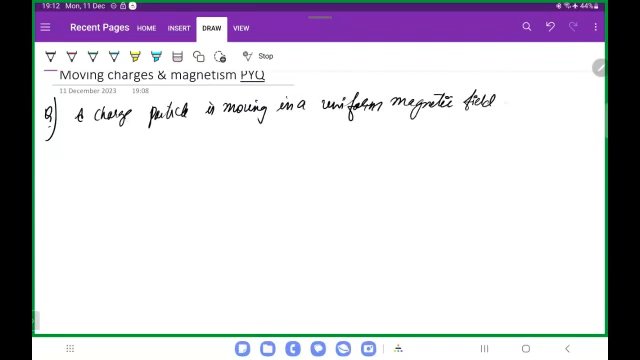 19:12 Mon, 11 Dec 44%
Recent Pages HOME INSERT DRAW VIEW
Stop
Moving charges & magnetism PYQ
11 December 2023 19:08
Q) A charge particle is moving in a uniform magnetic field